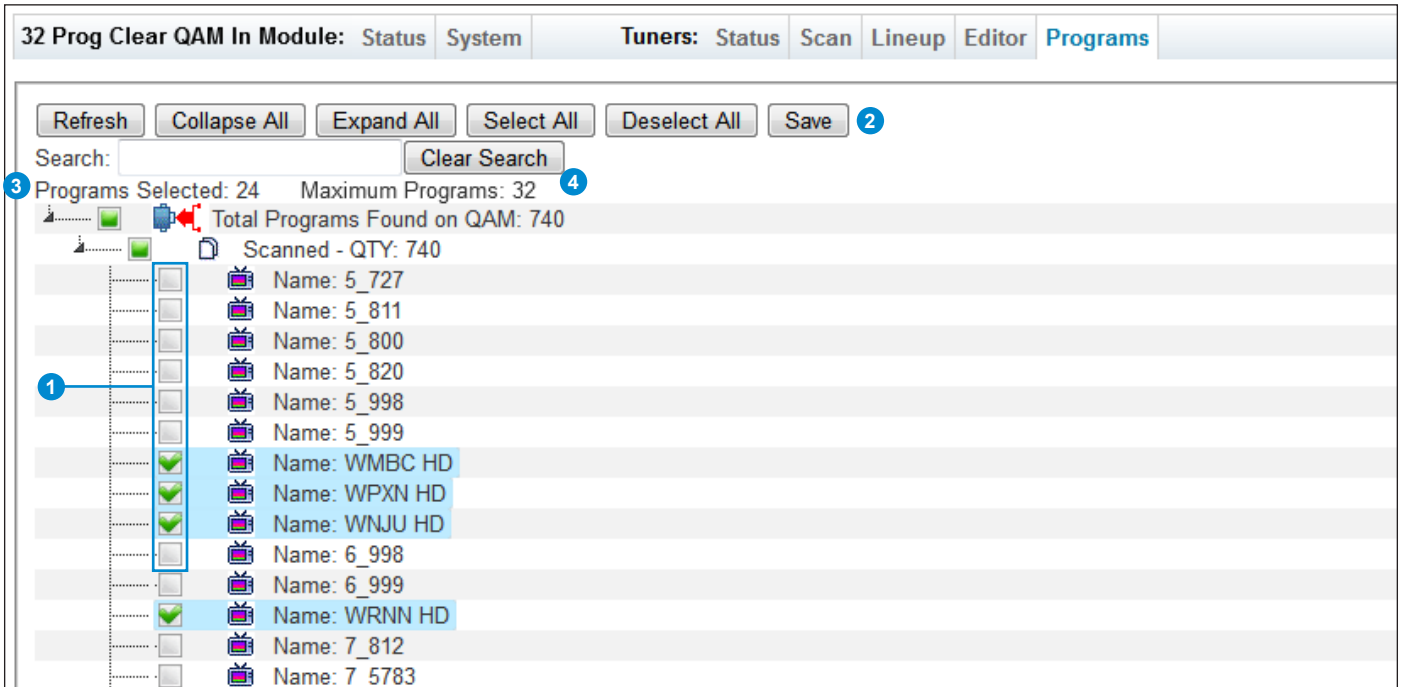 32 Prog Clear QAM In Module: Status System Tuners: Status Scan Lineup Editor Programs
Refresh Collapse All Expand All Select All Deselect All Save 2
Search: Clear Search
3 Programs Selected: 24 Maximum Programs: 32 4
Total Programs Found on QAM: 740
Scanned - QTY: 740
Name: 5_727
Name: 5_811
Name: 5_800
Name: 5_820
1
Name: 5_998
Name: 5_999
Name: WMBC HD
Name: WPXN HD
Name: WNJU HD
Name: 6_998
Name: 6_999
Name: WRNN HD
Name: 7_812
Name: 7_5783